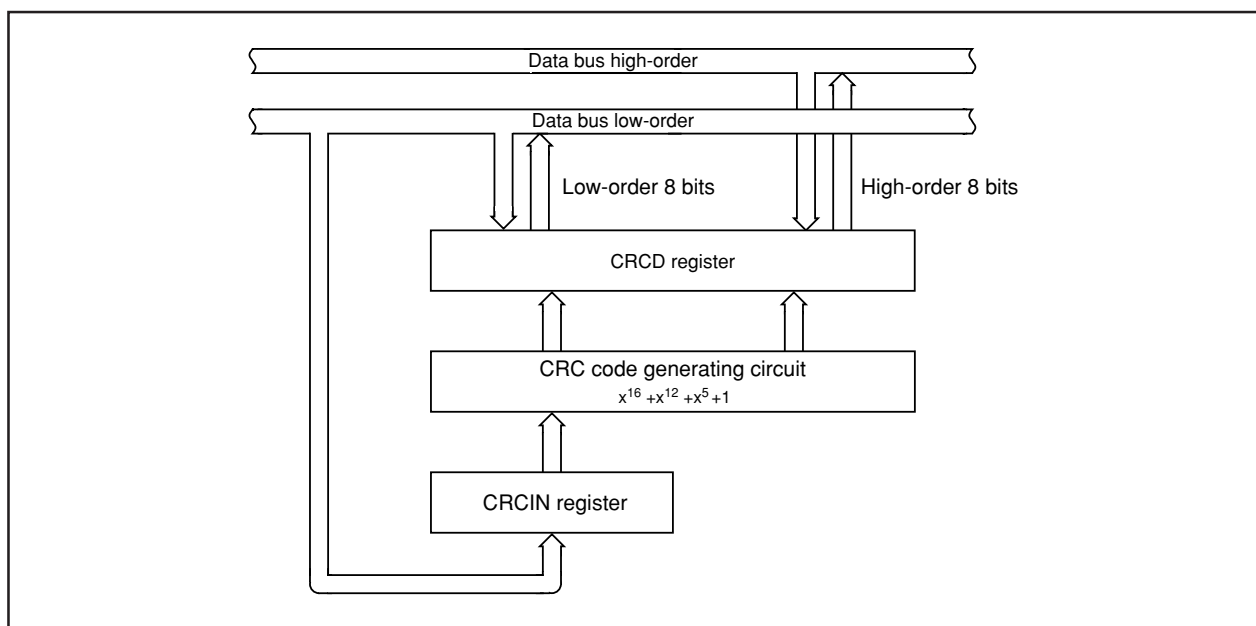 Data bus high-order
Data bus low-order
Low-order 8 bits
High-order 8 bits
CRCD register
CRC code generating circuit
x¹⁶ +x¹² +x⁵ +1
CRCIN register